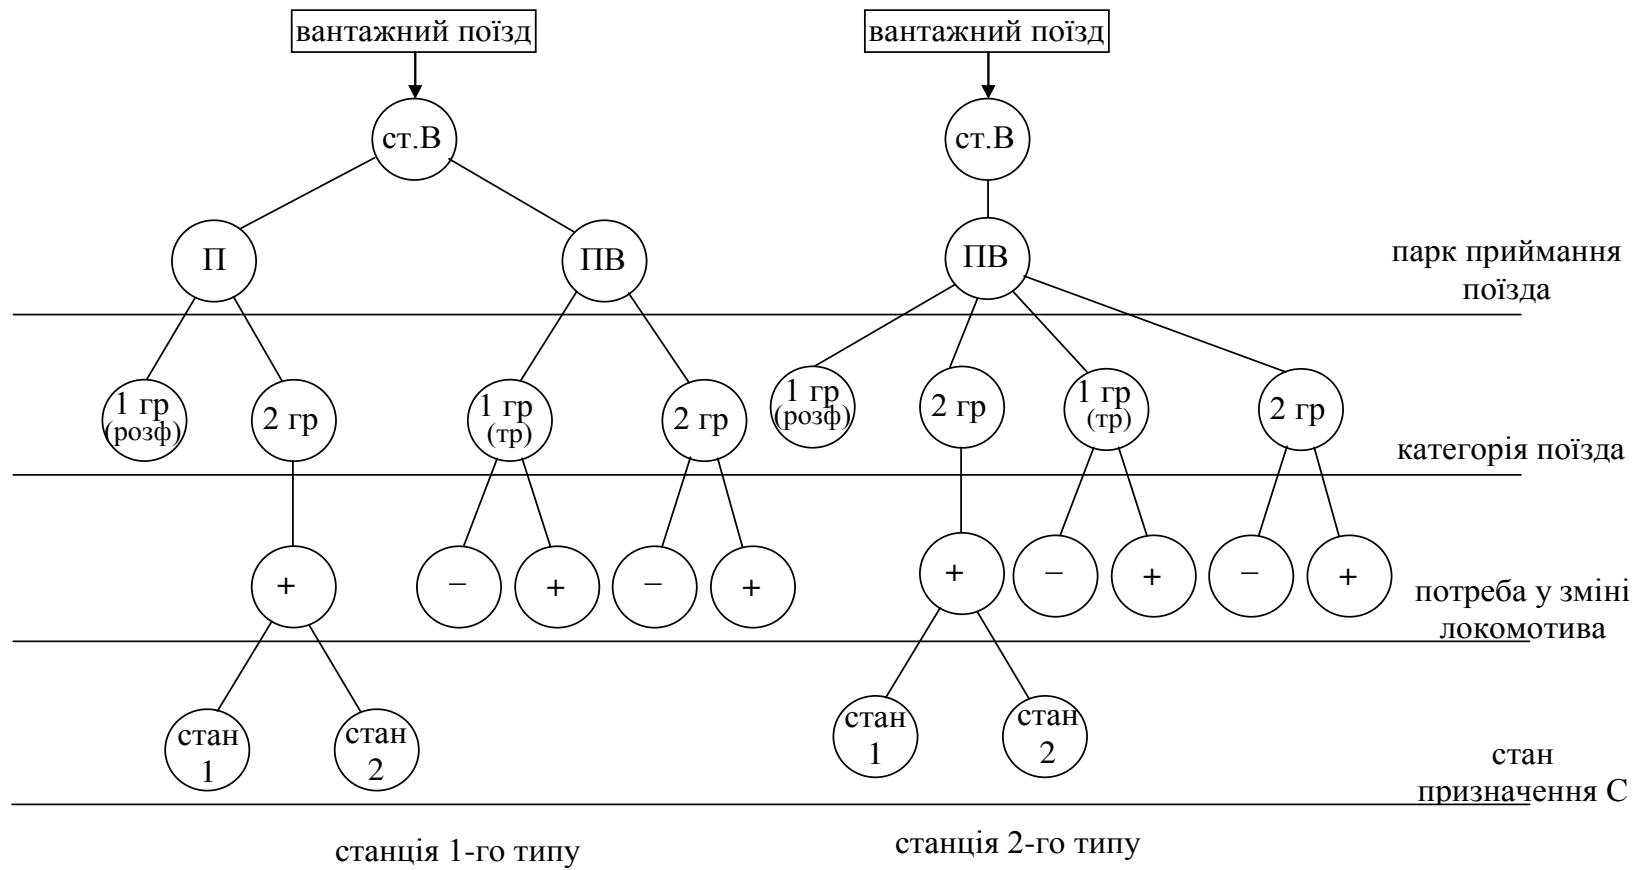 вантажний поїзд
вантажний поїзд
ст.В
ст.В
П
ПВ
ПВ
парк приймання
поїзда
1 гр
(розф)
2 гр
1 гр
(тр)
2 гр
1 гр
(розф)
2 гр
1 гр
(тр)
2 гр
категорія поїзда
+
−
+
−
+
+
−
+
−
+
потреба у зміні
локомотива
стан
1
стан
2
стан
1
стан
2
стан
призначення С
станція 1-го типу
станція 2-го типу